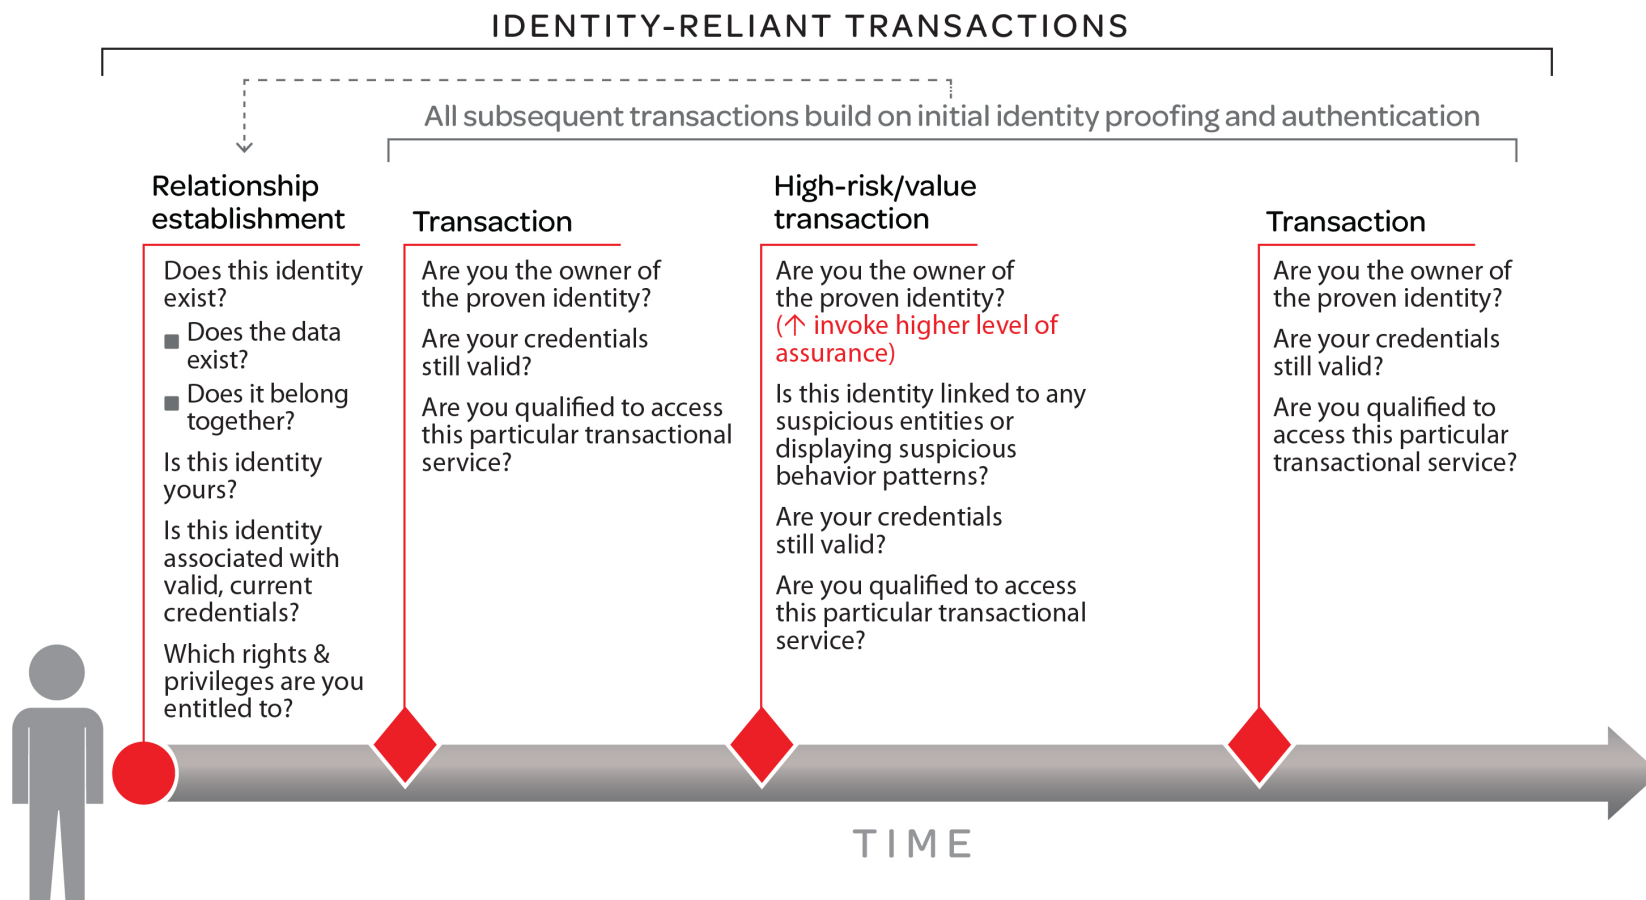 IDENTITY-RELIANT TRANSACTIONS
All subsequent transactions build on initial identity proofing and authentication
Relationship
establishment
Does this identity
exist?
Does the data
exist?
Does it belong
together?
Is this identity
yours?
Is this identity
associated with
valid, current
credentials?
Which rights &
privileges are you
entitled to?
Transaction
Are you the owner of
the proven identity?
Are your credentials
still valid?
Are you qualified to access
this particular transactional
service?
High-risk/value
transaction
Are you the owner of
the proven identity?
(↑ invoke higher level of
assurance)
Is this identity linked to any
suspicious entities or
displaying suspicious
behavior patterns?
Are your credentials
still valid?
Are you qualified to access
this particular transactional
service?
Transaction
Are you the owner of
the proven identity?
Are your credentials
still valid?
Are you qualified to
access this particular
transactional service?
TIME